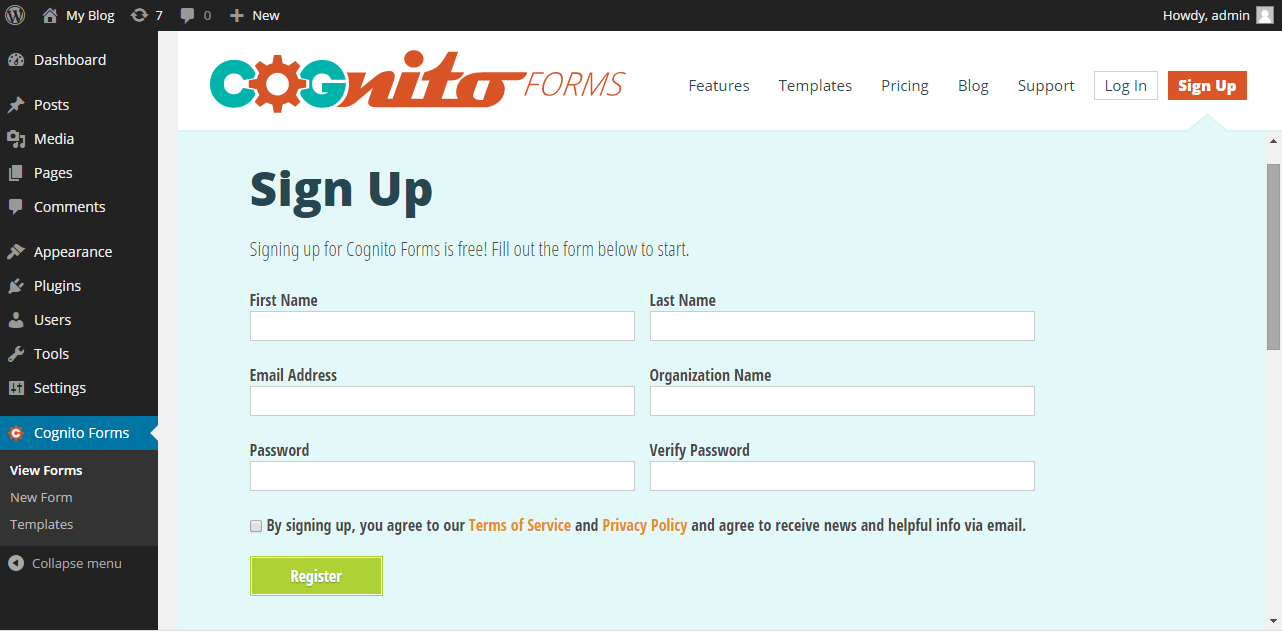 My Blog 7 0 New Howdy, admin
Dashboard
Posts
Media
Pages
Comments
Appearance
Plugins
Users
Tools
Settings
Cognito Forms
View Forms
New Form
Templates
Collapse menu
COGnito FORMS
Features Templates Pricing Blog Support Log In Sign Up
Sign Up
Signing up for Cognito Forms is free! Fill out the form below to start.
First Name Last Name
Email Address Organization Name
Password Verify Password
By signing up, you agree to our Terms of Service and Privacy Policy and agree to receive news and helpful info via email.
Register